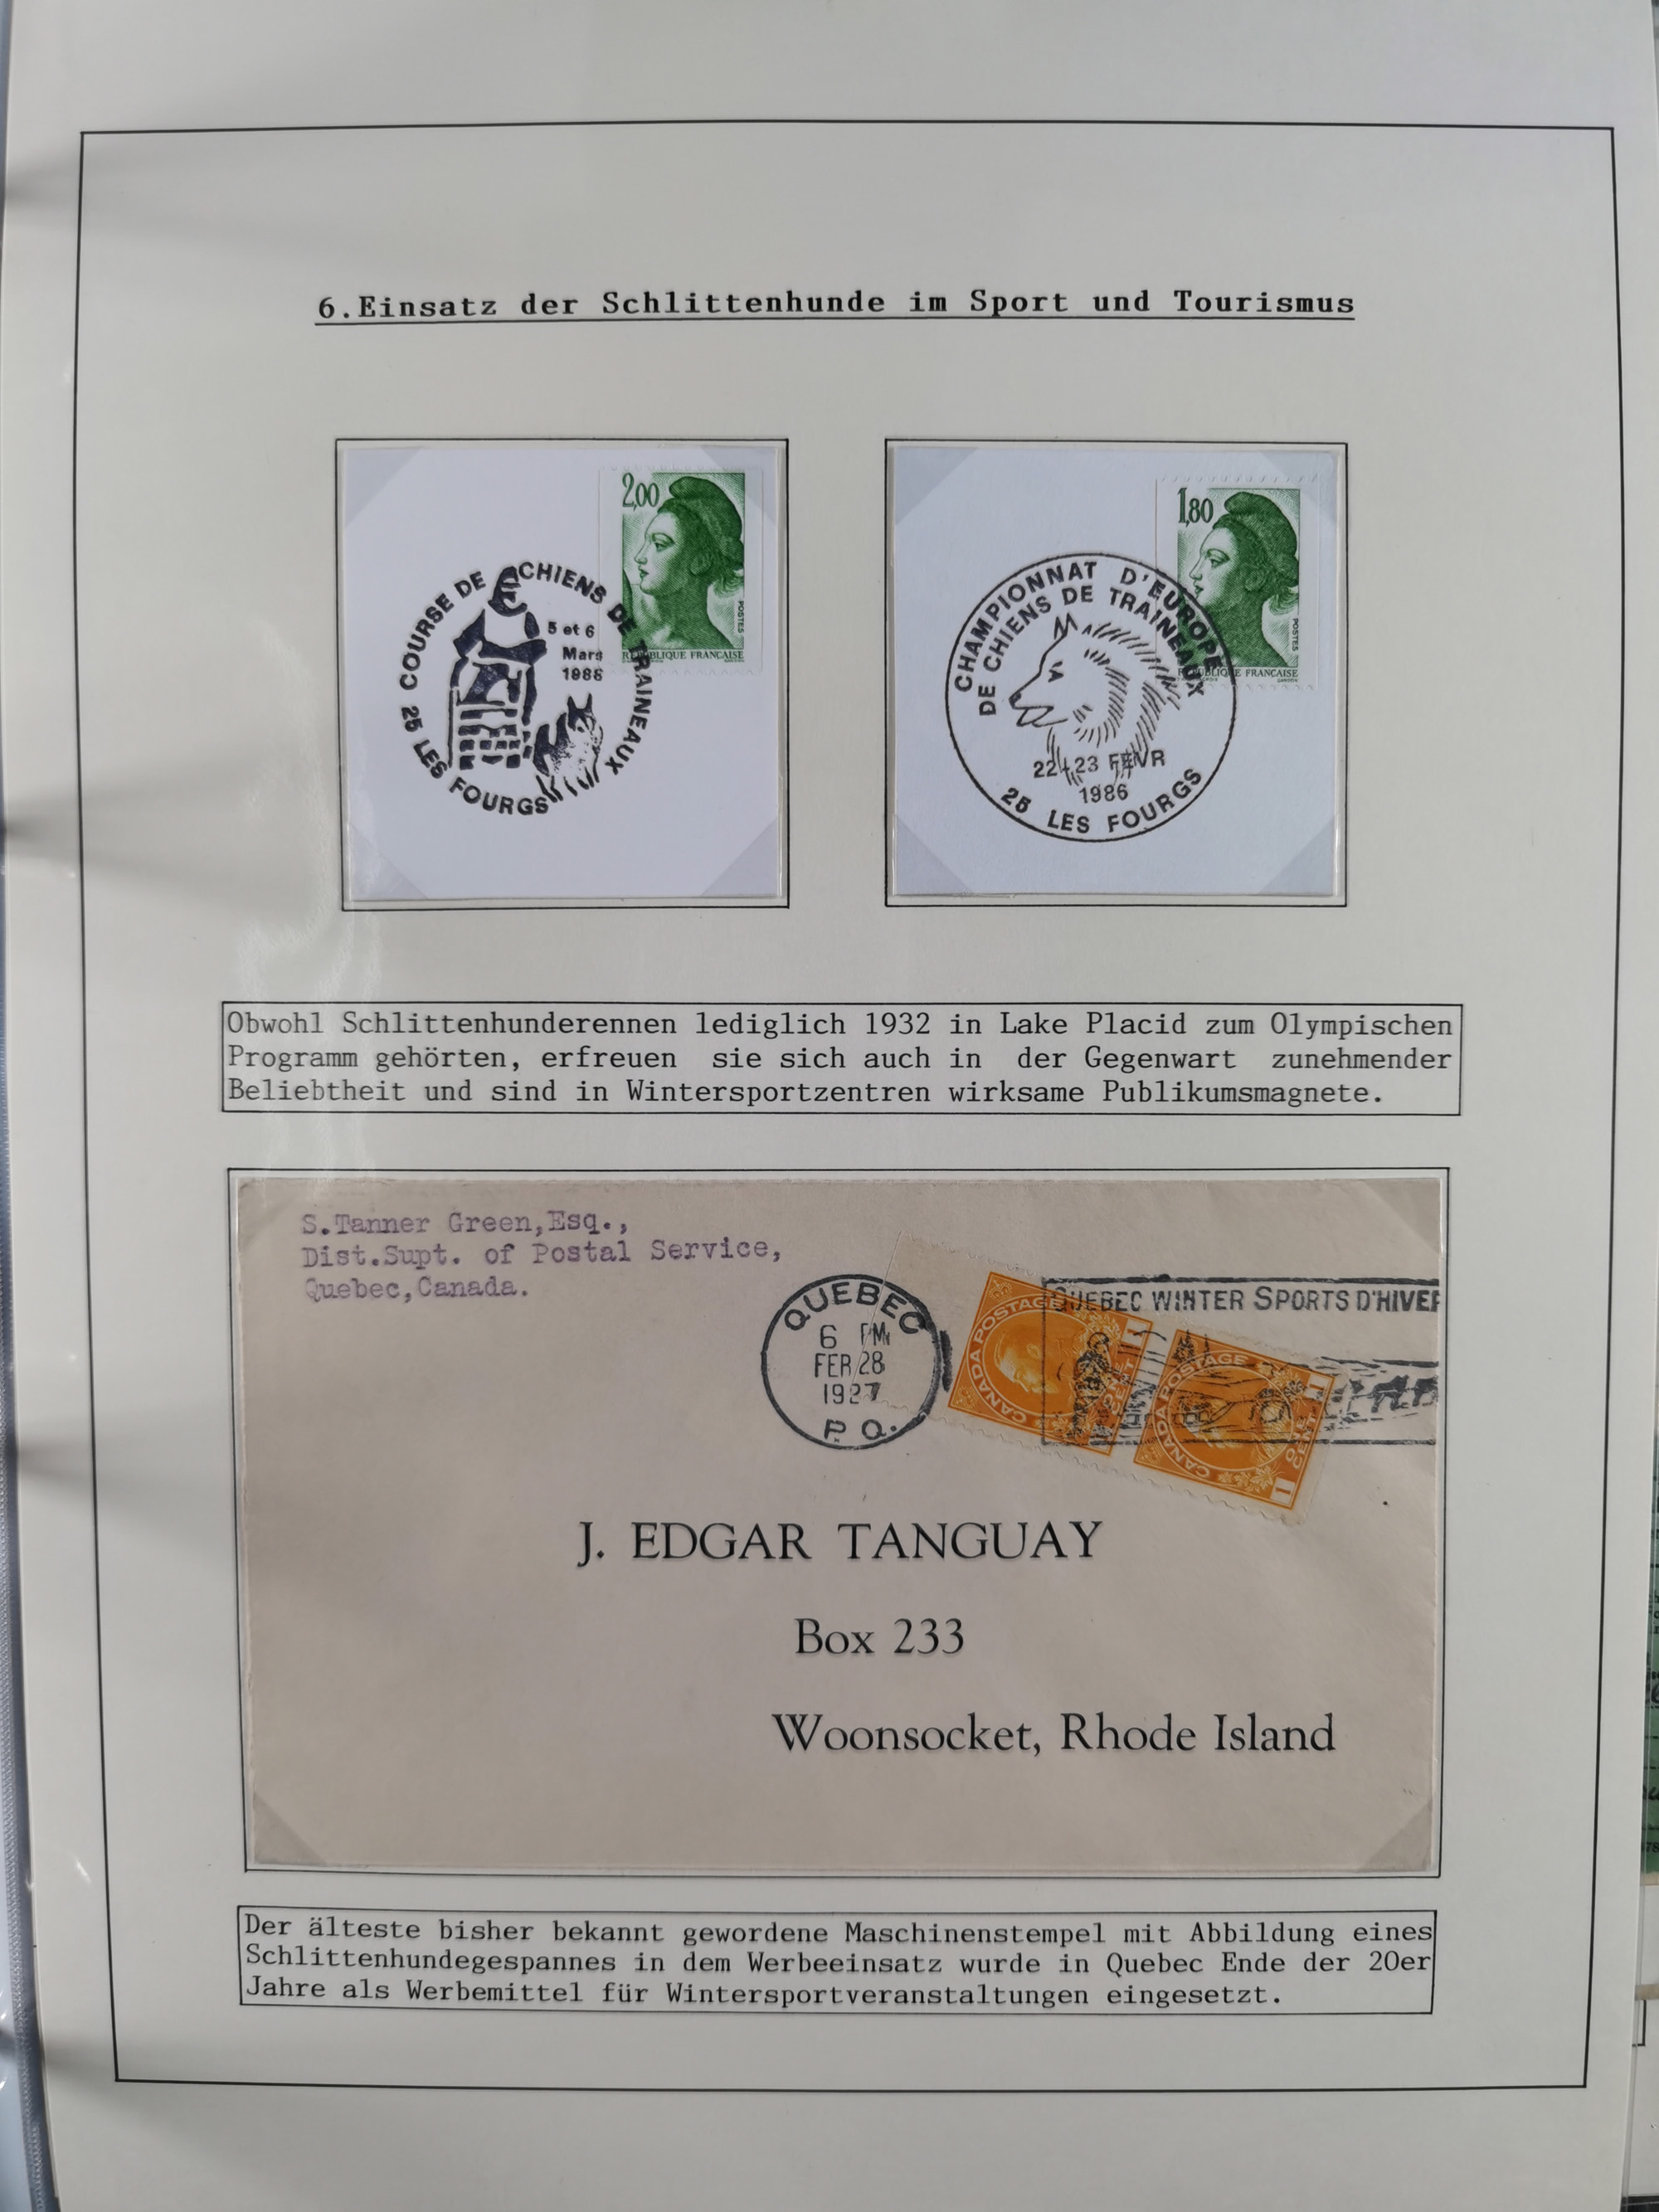 6.Einsatz der Schlittenhunde im Sport und Tourismus
2,00
POSTES
RÉPUBLIQUE FRANÇAISE
COURSE DE CHIENS DE TRAINEAUX
5 et 6
Mars
1988
25 LES FOURGS
1,80
POSTES
RÉPUBLIQUE FRANÇAISE
CHAMPIONNAT D'EUROPE
DE CHIENS DE TRAINEAUX
22+23 FEVR
1986
25 LES FOURGS
Obwohl Schlittenhunderennen lediglich 1932 in Lake Placid zum Olympischen
Programm gehörten, erfreuen sie sich auch in der Gegenwart zunehmender
Beliebtheit und sind in Wintersportzentren wirksame Publikumsmagnete.
S.Tanner Green,Esq.,
Dist.Supt. of Postal Service,
Quebec,Canada.
QUEBEC
6 PM
FEB 28
1927
P.Q.
QUEBEC WINTER SPORTS D'HIVER
CANADA POSTAGE
CANADA POSTAGE
ONE CENT
1
J. EDGAR TANGUAY
Box 233
Woonsocket, Rhode Island
Der älteste bisher bekannt gewordene Maschinenstempel mit Abbildung eines
Schlittenhundegespannes in dem Werbeeinsatz wurde in Quebec Ende der 20er
Jahre als Werbemittel für Wintersportveranstaltungen eingesetzt.